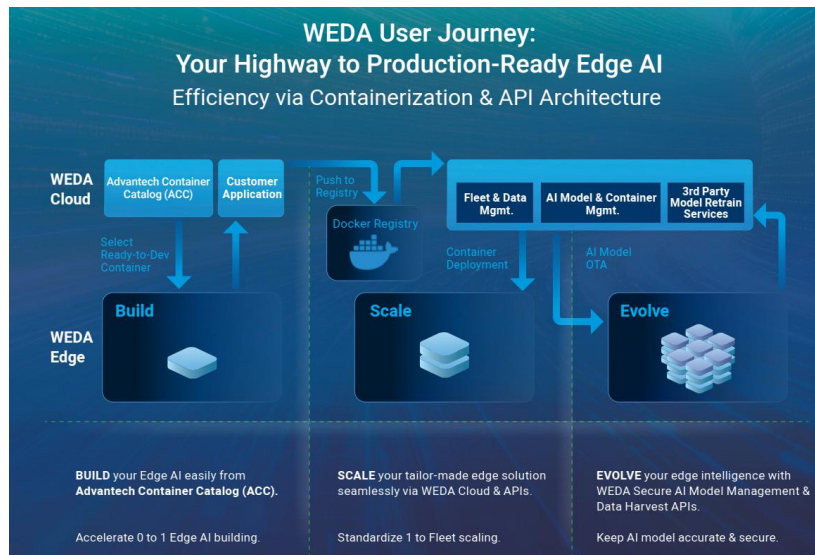 WEDA User Journey:
Your Highway to Production-Ready Edge AI
Efficiency via Containerization & API Architecture
WEDA
Cloud
Advantech Container
Catalog (ACC)
Customer
Application
Push to
Registry
Docker Registry
Fleet & Data
Mgmt.
AI Model & Container
Mgmt.
3rd Party
Model Retrain
Services
Select
Ready-to-Dev
Container
Container
Deployment
AI Model
OTA
WEDA
Edge
Build
Scale
Evolve
BUILD your Edge AI easily from
Advantech Container Catalog (ACC).
Accelerate 0 to 1 Edge AI building.
SCALE your tailor-made edge solution
seamlessly via WEDA Cloud & APIs.
Standardize 1 to Fleet scaling.
EVOLVE your edge intelligence with
WEDA Secure AI Model Management &
Data Harvest APIs.
Keep AI model accurate & secure.